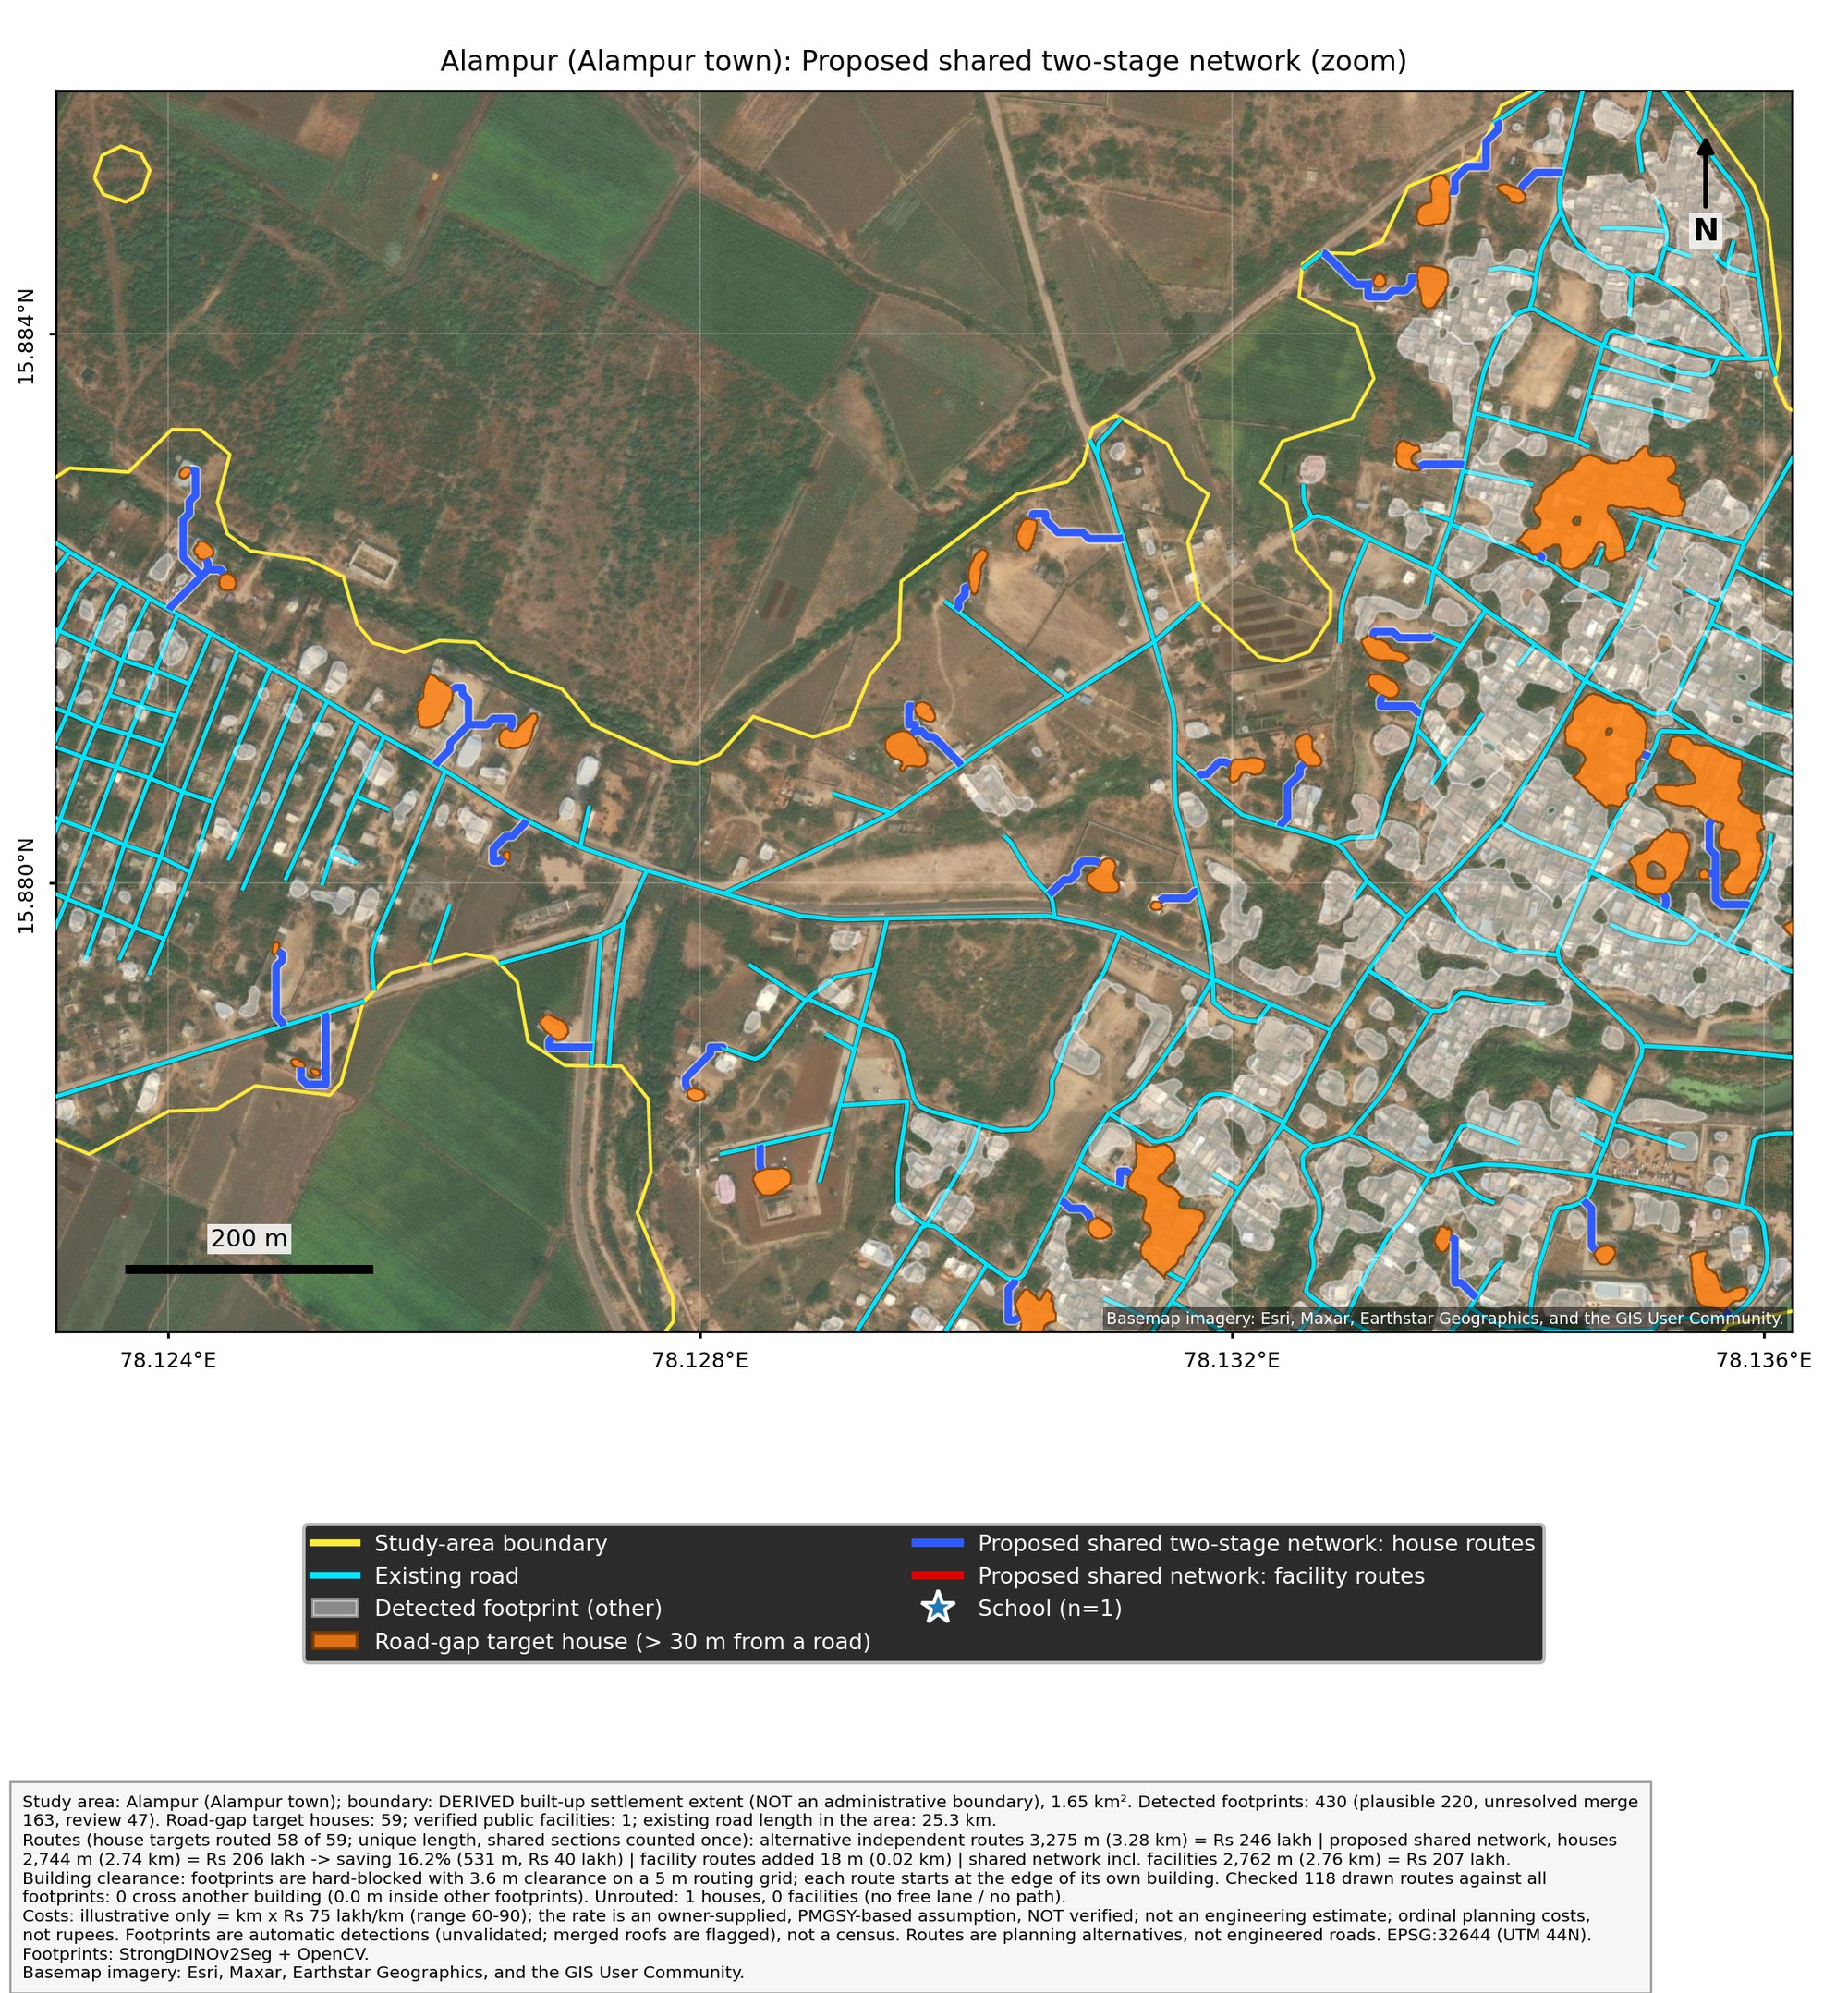 Alampur (Alampur town): Proposed shared two-stage network (zoom)
N
15.884°N
15.880°N
200 m
Basemap imagery: Esri, Maxar, Earthstar Geographics, and the GIS User Community.
78.124°E
78.128°E
78.132°E
78.136°E
Study-area boundary
Existing road
Detected footprint (other)
Road-gap target house (> 30 m from a road)
Proposed shared two-stage network: house routes
Proposed shared network: facility routes
School (n=1)
Study area: Alampur (Alampur town); boundary: DERIVED built-up settlement extent (NOT an administrative boundary), 1.65 km². Detected footprints: 430 (plausible 220, unresolved merge
163, review 47). Road-gap target houses: 59; verified public facilities: 1; existing road length in the area: 25.3 km.
Routes (house targets routed 58 of 59; unique length, shared sections counted once): alternative independent routes 3,275 m (3.28 km) = Rs 246 lakh | proposed shared network, houses
2,744 m (2.74 km) = Rs 206 lakh -> saving 16.2% (531 m, Rs 40 lakh) | facility routes added 18 m (0.02 km) | shared network incl. facilities 2,762 m (2.76 km) = Rs 207 lakh.
Building clearance: footprints are hard-blocked with 3.6 m clearance on a 5 m routing grid; each route starts at the edge of its own building. Checked 118 drawn routes against all
footprints: 0 cross another building (0.0 m inside other footprints). Unrouted: 1 houses, 0 facilities (no free lane / no path).
Costs: illustrative only = km x Rs 75 lakh/km (range 60-90); the rate is an owner-supplied, PMGSY-based assumption, NOT verified; not an engineering estimate; ordinal planning costs,
not rupees. Footprints are automatic detections (unvalidated; merged roofs are flagged), not a census. Routes are planning alternatives, not engineered roads. EPSG:32644 (UTM 44N).
Footprints: StrongDINOv2Seg + OpenCV.
Basemap imagery: Esri, Maxar, Earthstar Geographics, and the GIS User Community.